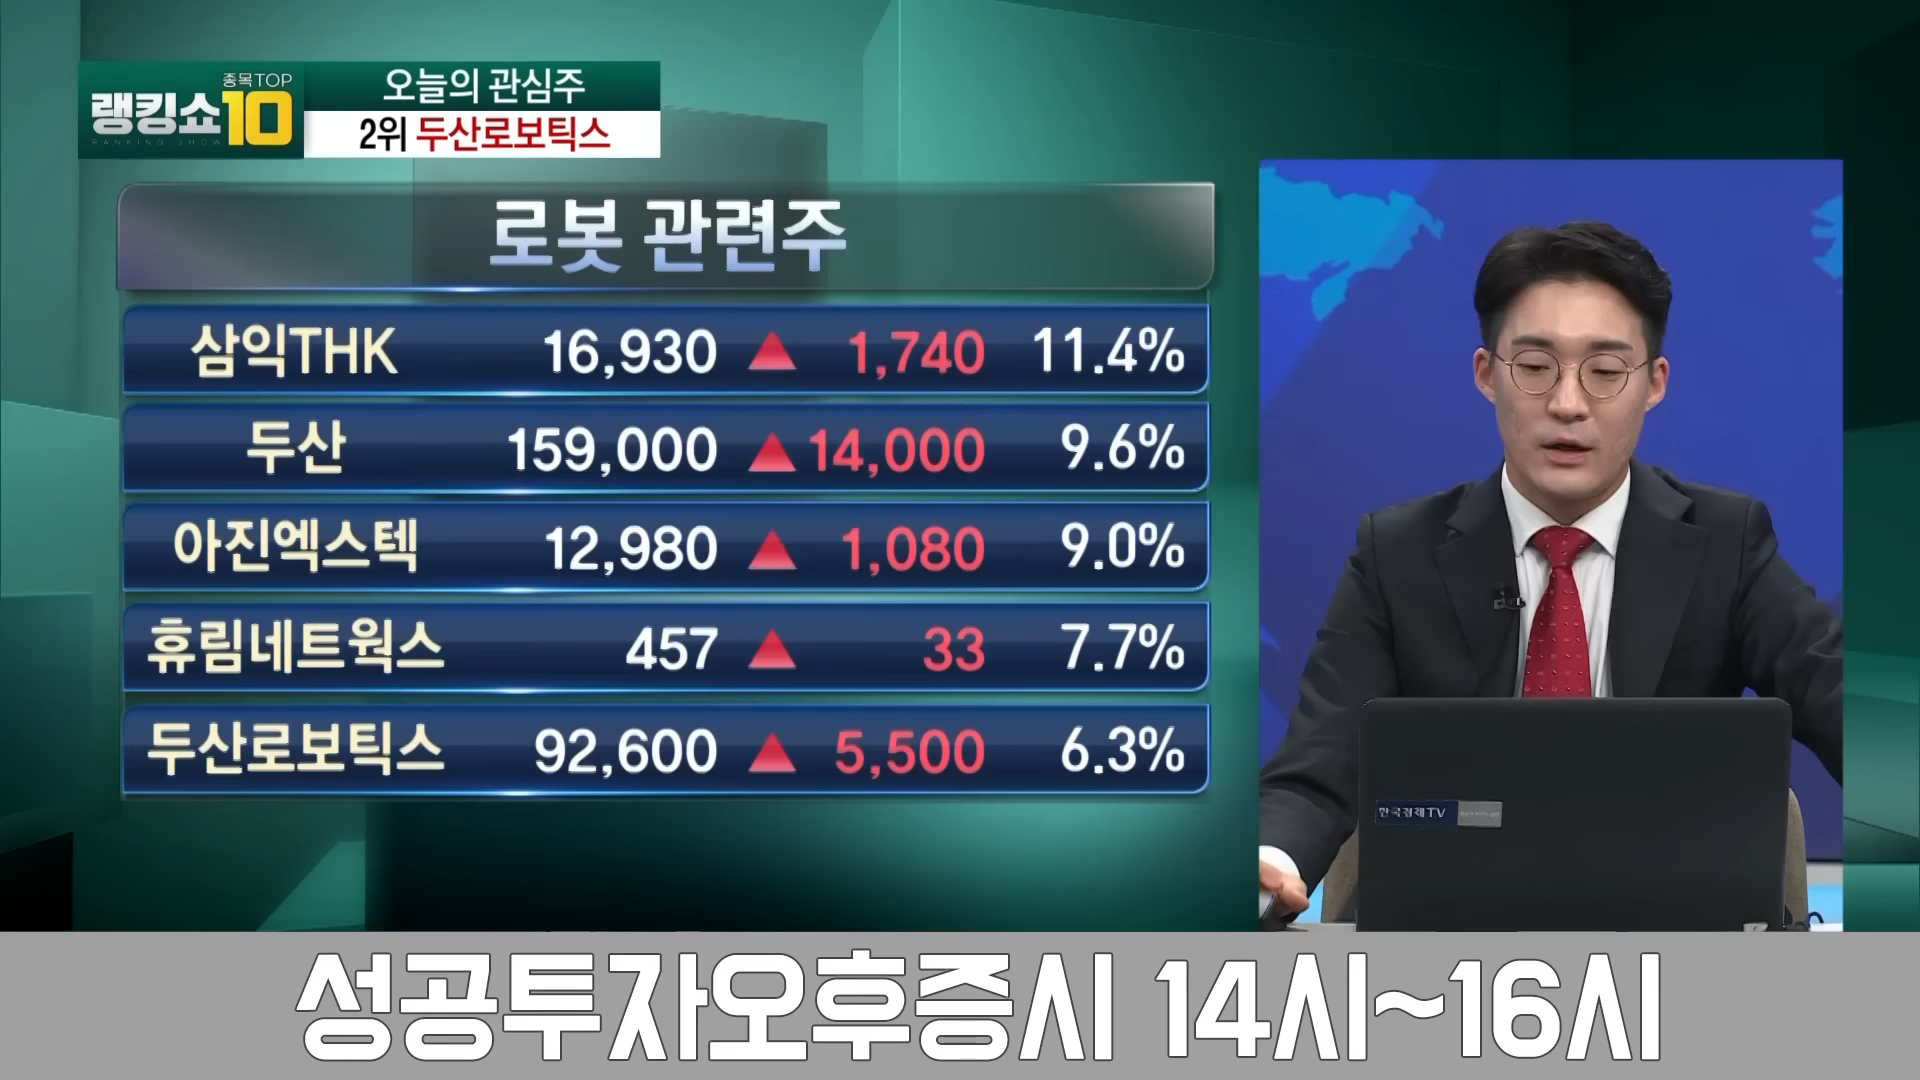 종목TOP
랭킹쇼10
RANKING SHOW
오늘의 관심주
2위 두산로보틱스
로봇 관련주
삼익THK 16,930 ▲ 1,740 11.4%
두산 159,000 ▲ 14,000 9.6%
아진엑스텍 12,980 ▲ 1,080 9.0%
휴림네트웍스 457 ▲ 33 7.7%
두산로보틱스 92,600 ▲ 5,500 6.3%
한국경제TV
성공투자오후증시 14시~16시